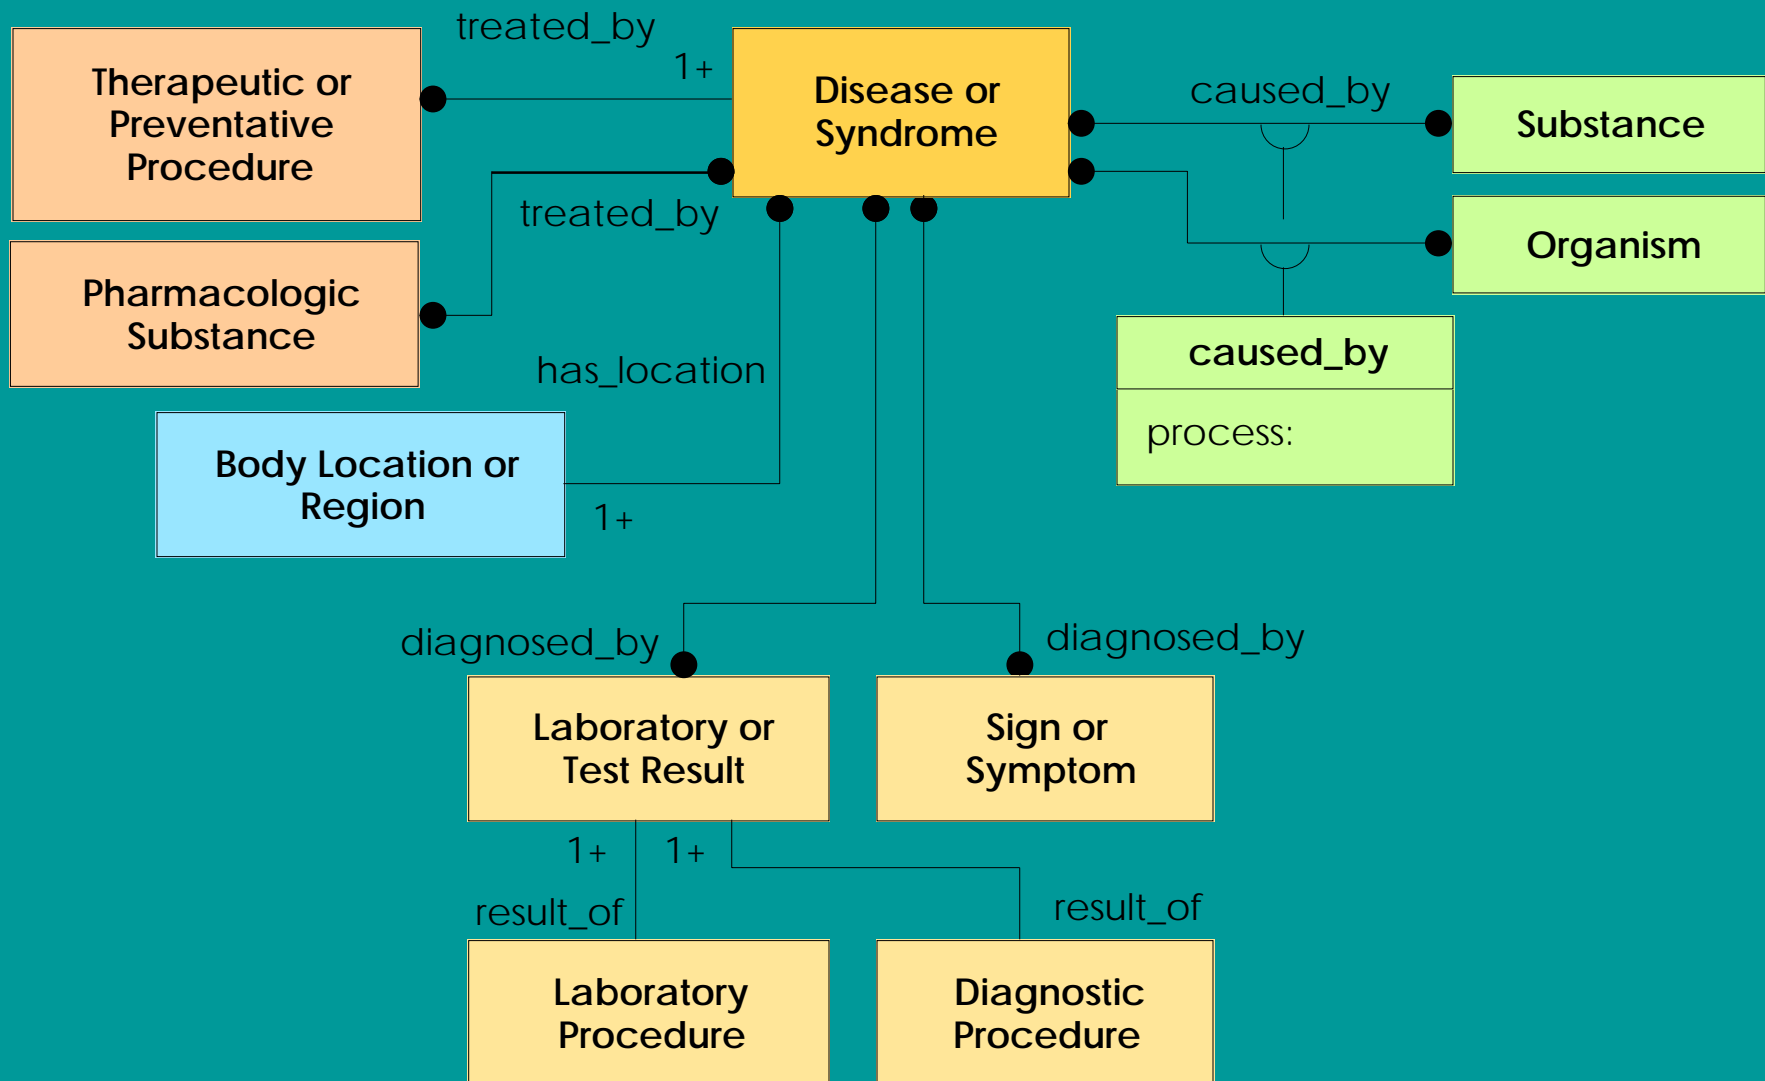 treated_by
1+
Therapeutic or
Preventative
Procedure
Disease or
Syndrome
caused_by
Substance
treated_by
Organism
Pharmacologic
Substance
has_location
caused_by
process:
Body Location or
Region
1+
diagnosed_by
diagnosed_by
Laboratory or
Test Result
Sign or
Symptom
1+
1+
result_of
result_of
Laboratory
Procedure
Diagnostic
Procedure